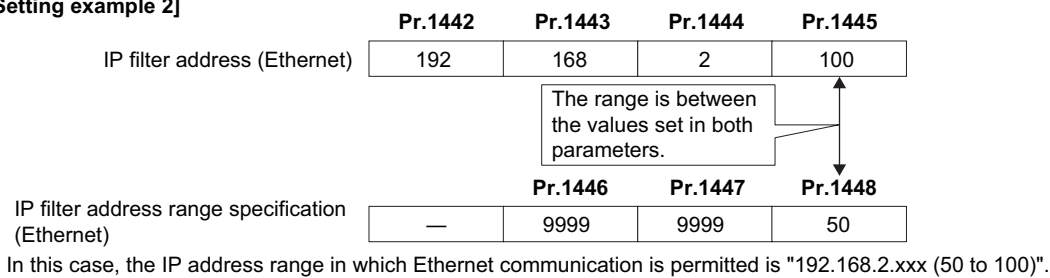 Setting example 2]
Pr.1442 Pr.1443 Pr.1444 Pr.1445
IP filter address (Ethernet) 192 168 2 100
The range is between
the values set in both
parameters.
Pr.1446 Pr.1447 Pr.1448
IP filter address range specification
(Ethernet)
— 9999 9999 50
In this case, the IP address range in which Ethernet communication is permitted is "192.168.2.xxx (50 to 100)".